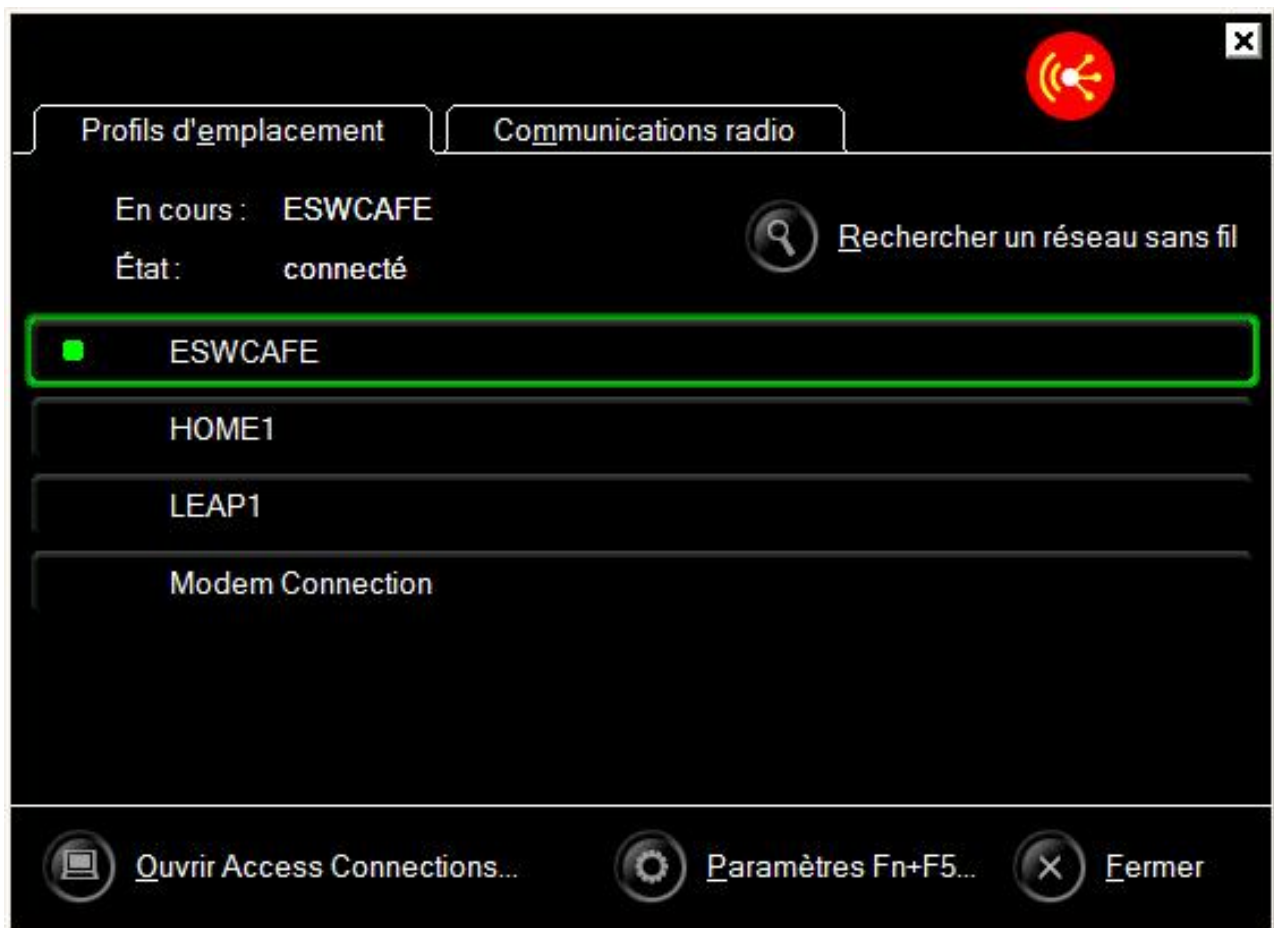 Profils d'emplacement
Communications radio
En cours : ESWCAFE
État : connecté
Rechercher un réseau sans fil
ESWCAFE
HOME1
LEAP1
Modem Connection
Ouvrir Access Connections...
Paramètres Fn+F5...
Fermer